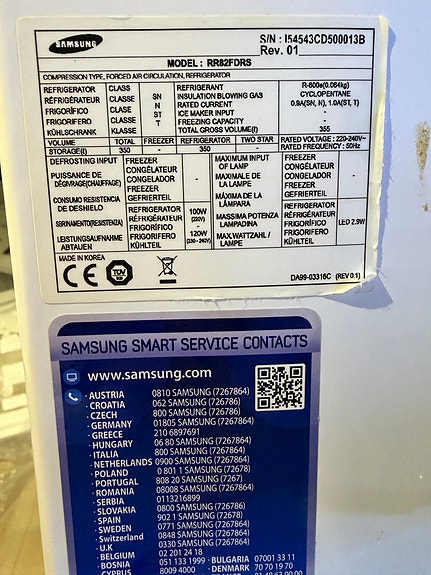 SAMSUNG
S/N : I54543CD500013B
Rev. 01
MODEL : RR82FDRS
COMPRESSION TYPE, FORCED AIR CIRCULATION, REFRIGERATOR
REFRIGERATOR CLASS SN REFRIGERANT R-600a(0.064kg)
RÉFRIGÉRATEUR CLASSE N INSULATION BLOWING GAS CYCLOPENTANE
FRIGORÍFICO CLASE ST RATED CURRENT 0.9A(SN, N), 1.0A(ST, T)
FRIGORIFERO CLASSE T ICE MAKER INPUT -
KÜHLSCHRANK KLASSE FREEZING CAPACITY -
TOTAL GROSS VOLUME(ℓ) 355
VOLUME TOTAL FREEZER REFRIGERATOR TWO STAR RATED VOLTAGE : 220-240V~
STORAGE(ℓ) 350 - 350 - RATED FREQUENCY : 50Hz
DEFROSTING INPUT
PUISSANCE DE
DÉGIVRAGE(CHAUFFAGE)
CONSUMO RESISTENCIA
DE DESHIELO
SBRINAMENTO(RESISTENZA)
LEISTUNGSAUFNAHME
ABTAUEN
FREEZER
CONGÉLATEUR
CONGELADOR
FREEZER
GEFRIERTEIL
-
REFRIGERATOR
RÉFRIGÉRATEUR
FRIGORÍFICO
FRIGORIFERO
KÜHLTEIL
100W
(220V)
-
120W
(230~240V)
MAXIMUM INPUT
OF LAMP
MAXIMALE DE
LA LAMPE
MÁXIMA DE LA
LÁMPARA
MASSIMA POTENZA
LAMPADINA
MAX.WATTZAHL /
LAMPE
FREEZER
CONGÉLATEUR
CONGELADOR
FREEZER
GEFRIERTEIL
-
REFRIGERATOR
RÉFRIGÉRATEUR
FRIGORÍFICO
FRIGORIFERO
KÜHLTEIL
LED 2.9W
MADE IN KOREA
CE TÜV
DA99-03316C (REV 0.1)
SAMSUNG SMART SERVICE CONTACTS
www.samsung.com
· AUSTRIA 0810 SAMSUNG (7267864)
· CROATIA 062 SAMSUNG (726786)
· CZECH 800 SAMSUNG (726786)
· GERMANY 01805 SAMSUNG (7267864)
· GREECE 210 6897691
· HUNGARY 06 80 SAMSUNG (7267864)
· ITALIA 800 SAMSUNG (7267864)
· NETHERLANDS 0900 SAMSUNG (7267864)
· POLAND 0 801 1 SAMSUNG (72678)
· PORTUGAL 808 20 SAMSUNG (7267)
· ROMANIA 08008 SAMSUNG (7267864)
· SERBIA 0113216899
· SLOVAKIA 0800 SAMSUNG (72786)
· SPAIN 902 1 SAMSUNG (72678)
· SWEDEN 0771 SAMSUNG (7267864)
· Switzerland 0848 SAMSUNG (7267864)
· U.K 0330 SAMSUNG (7267864)
· BELGIUM 02 201 24 18
· BOSNIA 051 133 1999 · BULGARIA 07001 33 11
· CYPRUS 8009 4000 · DENMARK 70 70 19 70